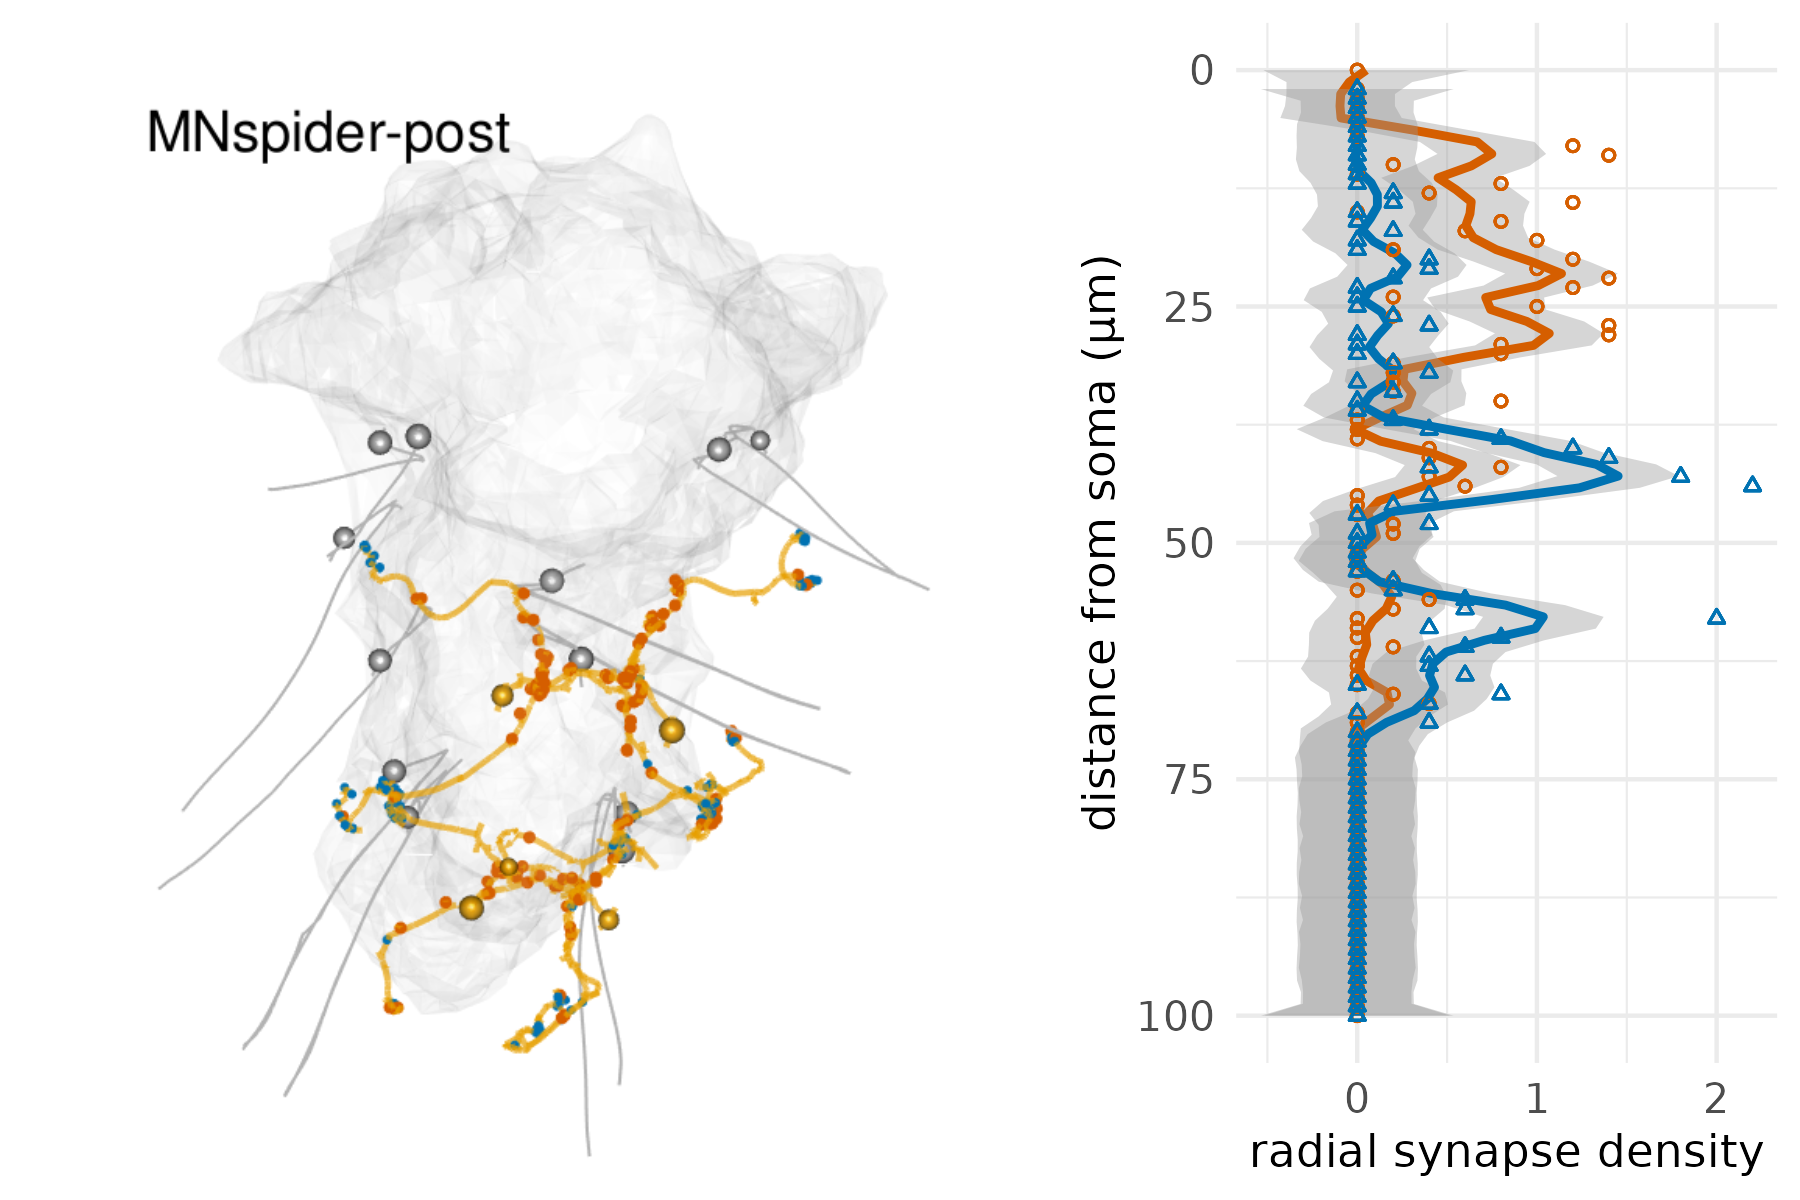 MNspider-post
distance from soma (µm)
0
25
50
75
100
0 1 2
radial synapse density